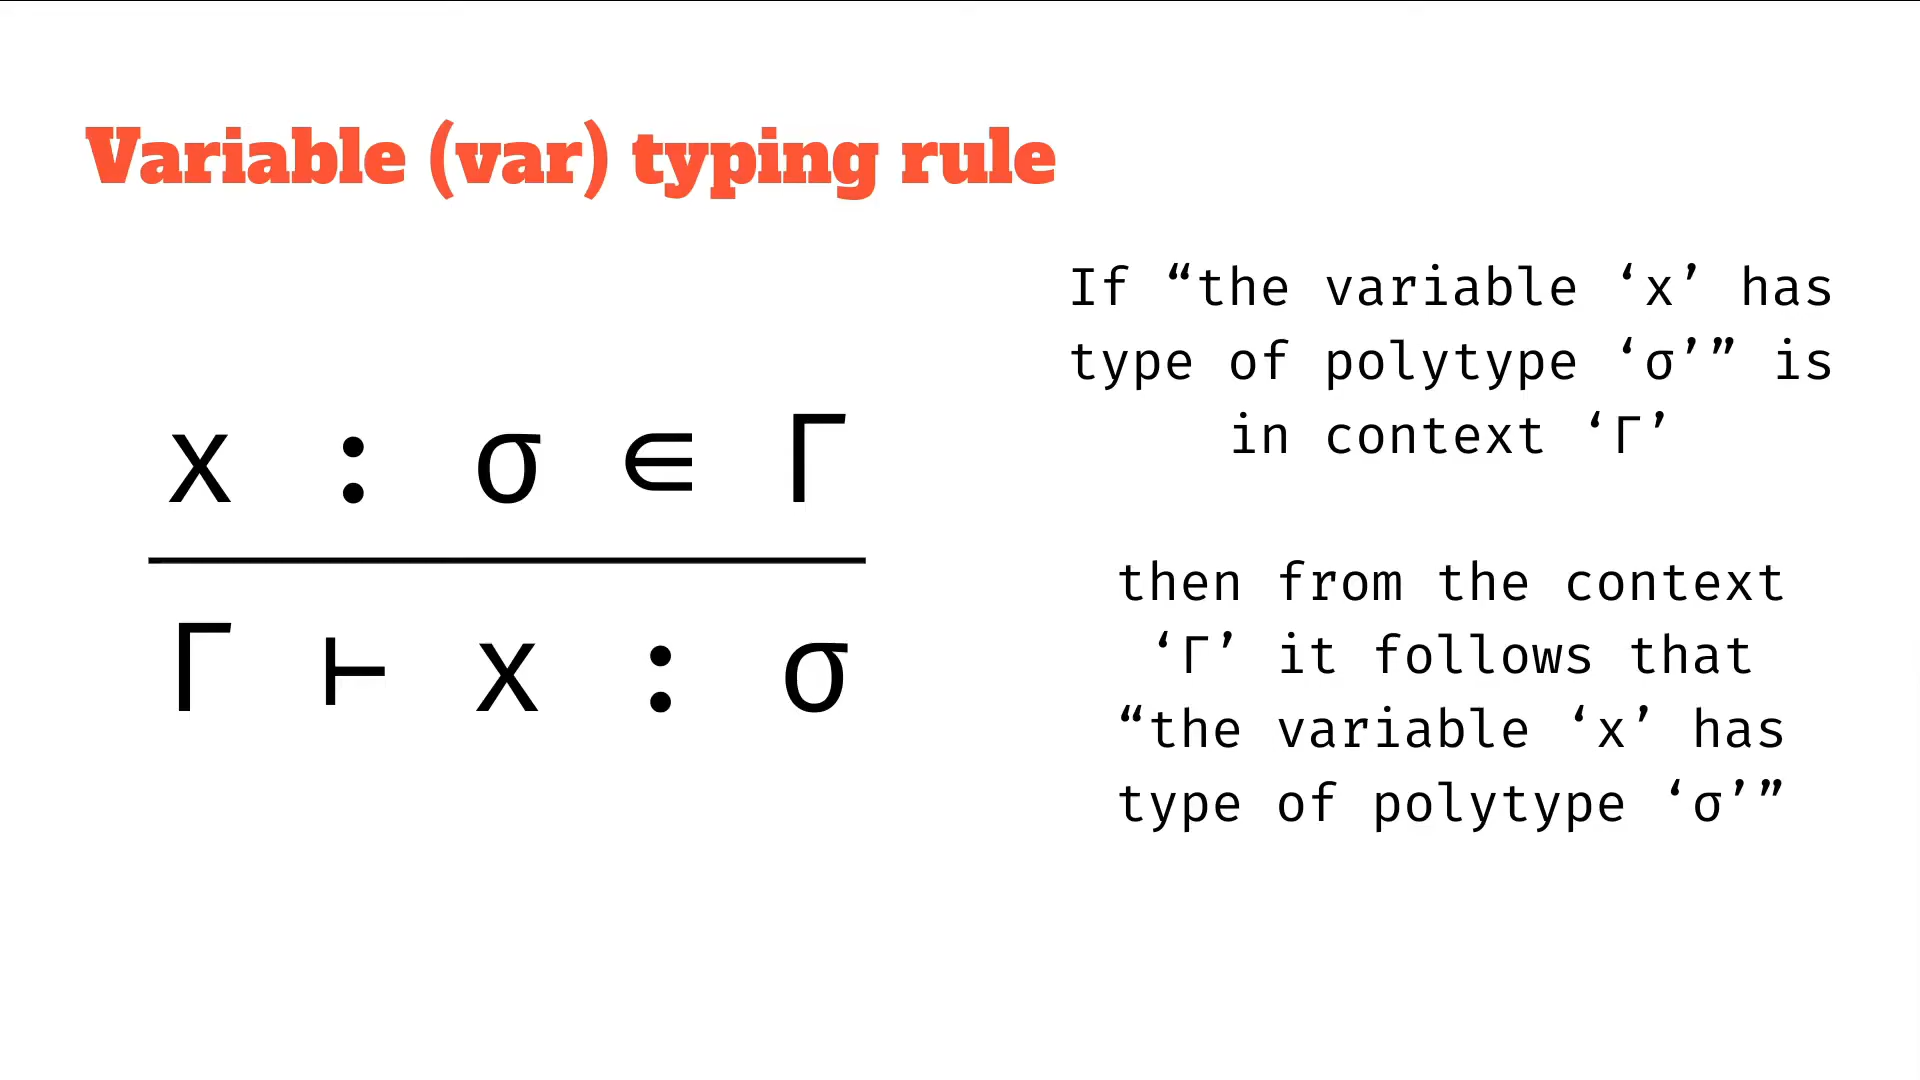 Variable (var) typing rule
x : σ ∈ Γ
Γ ⊢ x : σ
If “the variable ‘x’ has
type of polytype ‘σ’” is
in context ‘Γ’
then from the context
‘Γ’ it follows that
“the variable ‘x’ has
type of polytype ‘σ’”